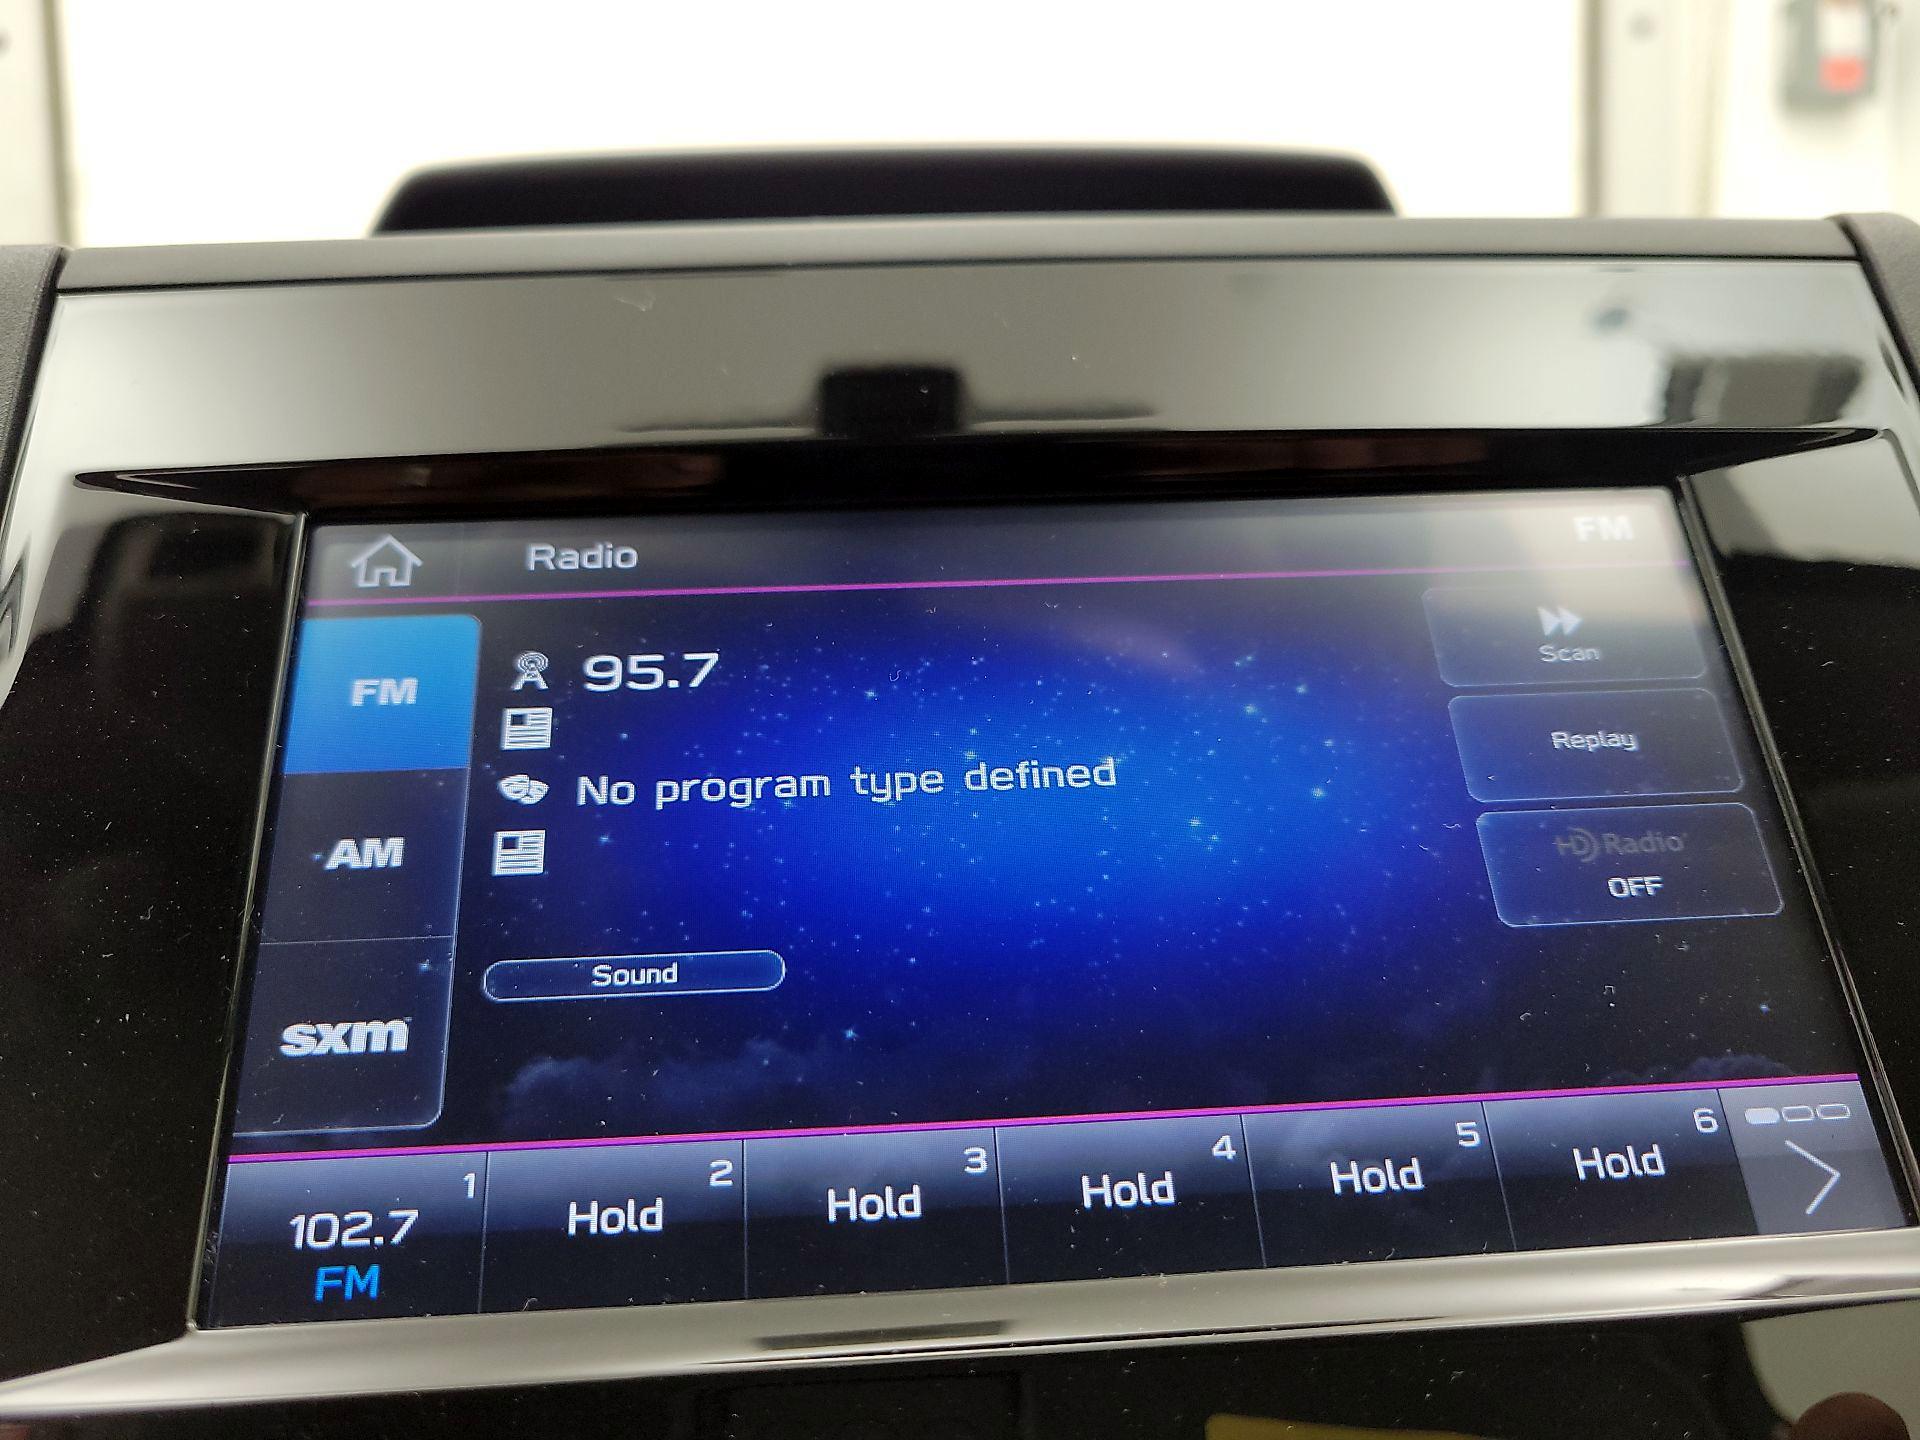 Radio
FM
FM
95.7
Scan
Replay
No program type defined
AM
HD Radio
OFF
Sound
sxm
1
102.7
FM
2
Hold
3
Hold
4
Hold
5
Hold
6
Hold